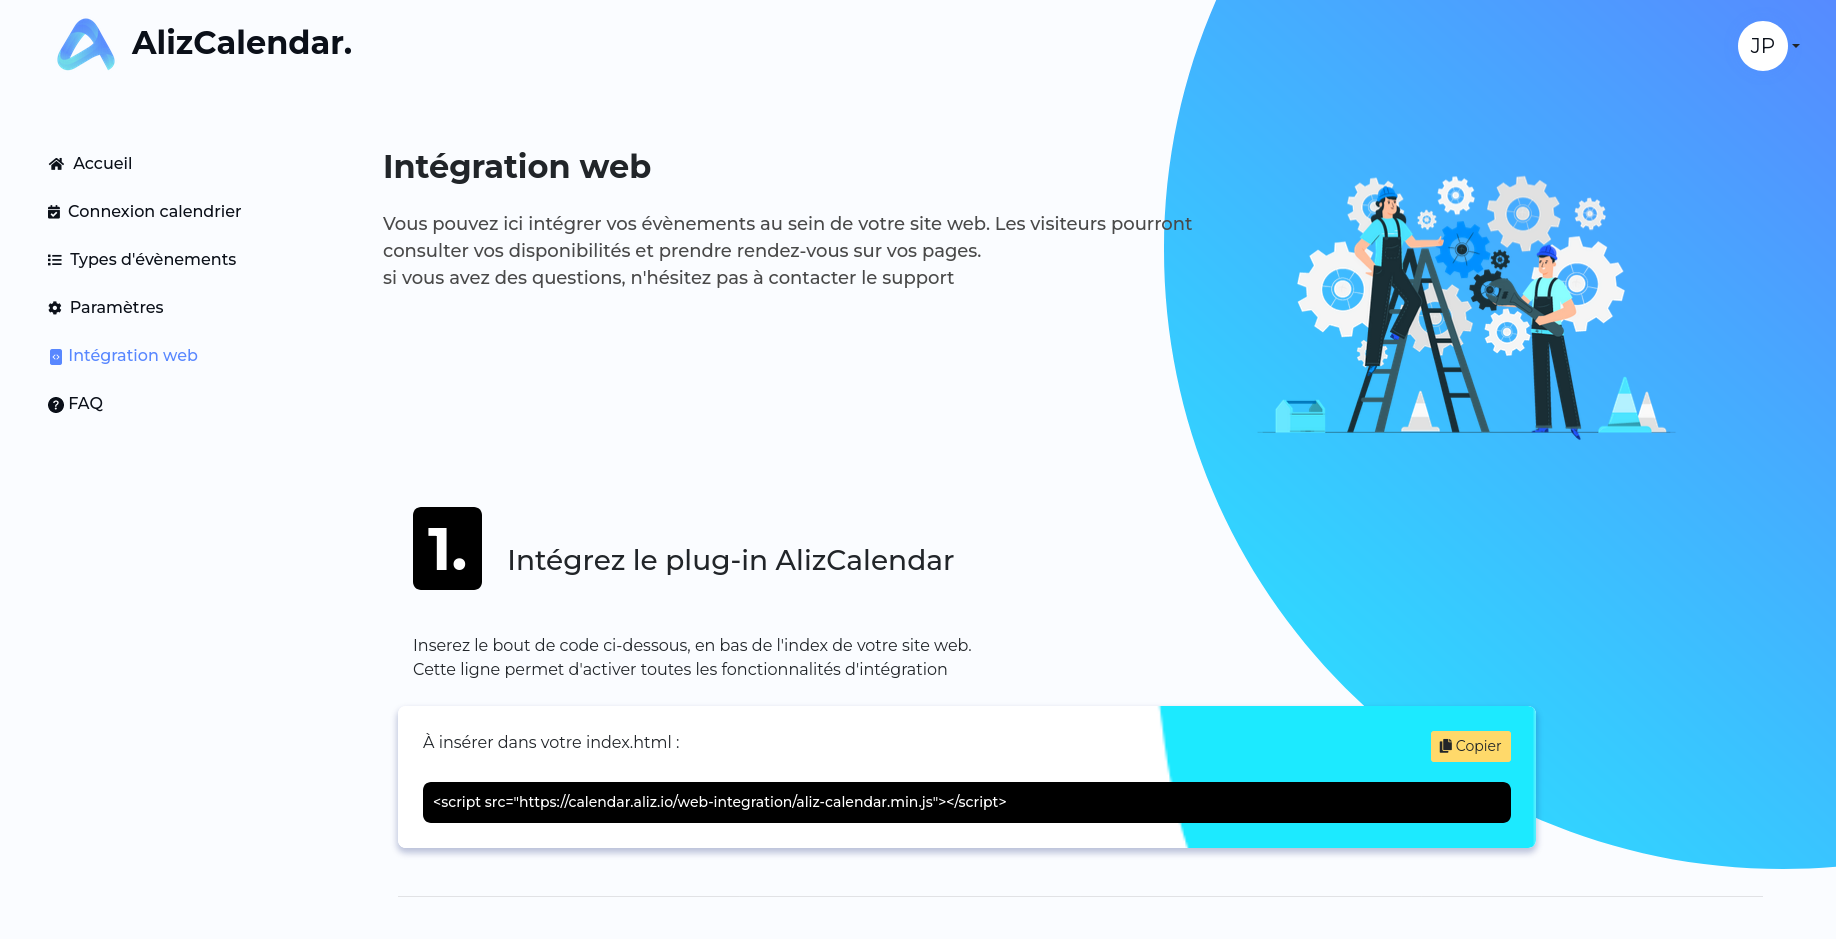 AlizCalendar.
JP
Accueil
Connexion calendrier
Types d'évènements
Paramètres
Intégration web
FAQ
Intégration web
Vous pouvez ici intégrer vos évènements au sein de votre site web. Les visiteurs pourront
consulter vos disponibilités et prendre rendez-vous sur vos pages.
si vous avez des questions, n'hésitez pas à contacter le support
1.
Intégrez le plug-in AlizCalendar
Inserez le bout de code ci-dessous, en bas de l'index de votre site web.
Cette ligne permet d'activer toutes les fonctionnalités d'intégration
À insérer dans votre index.html :
Copier
<script src="https://calendar.aliz.io/web-integration/aliz-calendar.min.js"></script>